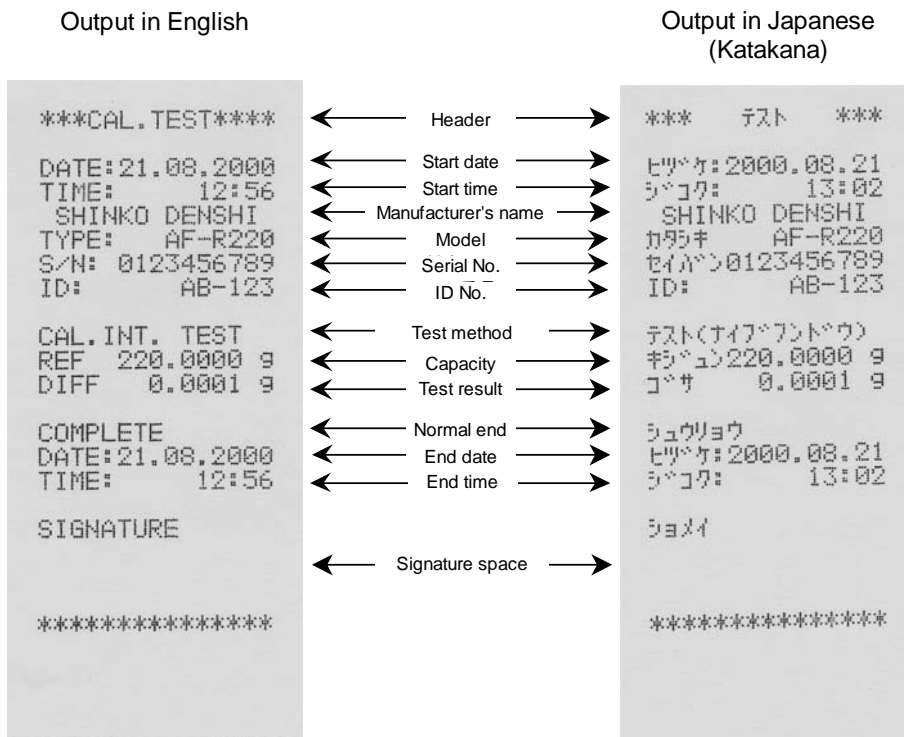 Output in English
Output in Japanese
(Katakana)
***CAL.TEST****
DATE:21.08.2000
TIME: 12:56
SHINKO DENSHI
TYPE: AF-R220
S/N: 0123456789
ID: AB-123
CAL.INT. TEST
REF 220.0000 g
DIFF 0.0001 g
COMPLETE
DATE:21.08.2000
TIME: 12:56
SIGNATURE
***************
Header
Start date
Start time
Manufacturer's name
Model
Serial No.
ID No.
Test method
Capacity
Test result
Normal end
End date
End time
Signature space
*** テスト ***
ヒヅケ:2000.08.21
ジコク: 13:02
SHINKO DENSHI
カタシキ AF-R220
セイバン0123456789
ID: AB-123
テスト(ナイブフンドウ)
キジュン220.0000 g
ゴサ 0.0001 g
シュウリョウ
ヒヅケ:2000.08.21
ジコク: 13:02
ショメイ
***************